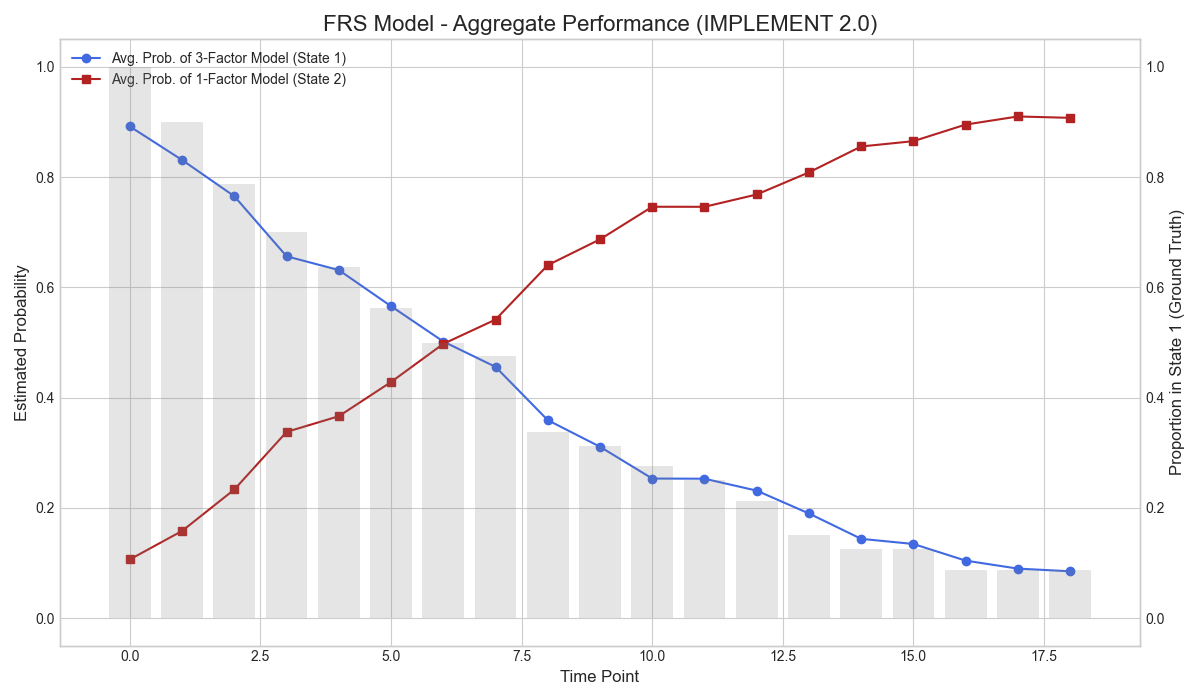 FRS Model - Aggregate Performance (IMPLEMENT 2.0)
Avg. Prob. of 3-Factor Model (State 1)
Avg. Prob. of 1-Factor Model (State 2)
Estimated Probability
1.0
0.8
0.6
0.4
0.2
0.0
1.0
0.8
0.6
0.4
0.2
0.0
Proportion in State 1 (Ground Truth)
0.0 2.5 5.0 7.5 10.0 12.5 15.0 17.5
Time Point